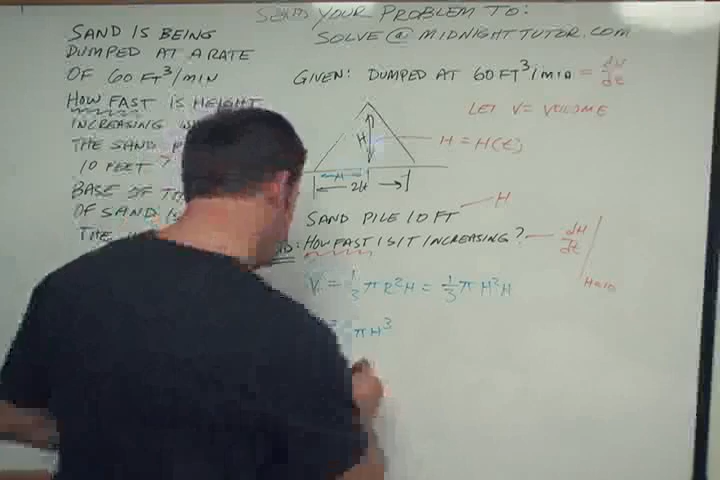 SEND YOUR PROBLEM TO:
SOLVE@MIDNIGHTTUTOR.COM
SAND IS BEING
DUMPED AT A RATE
OF 60 FT³/MIN
HOW FAST IS HEIGHT
INCREASING
THE SAND
10 FEET ?
BASE OF
OF SAND IS
THE
GIVEN: DUMPED AT 60 FT³/MIN = dV/dt
LET V = VOLUME
H
H = H(t)
H
2H
SAND PILE 10 FT
H
HOW FAST IS IT INCREASING?
dH/dt | H=10
V = 1/3 π R² H = 1/3 π H² H
π H³